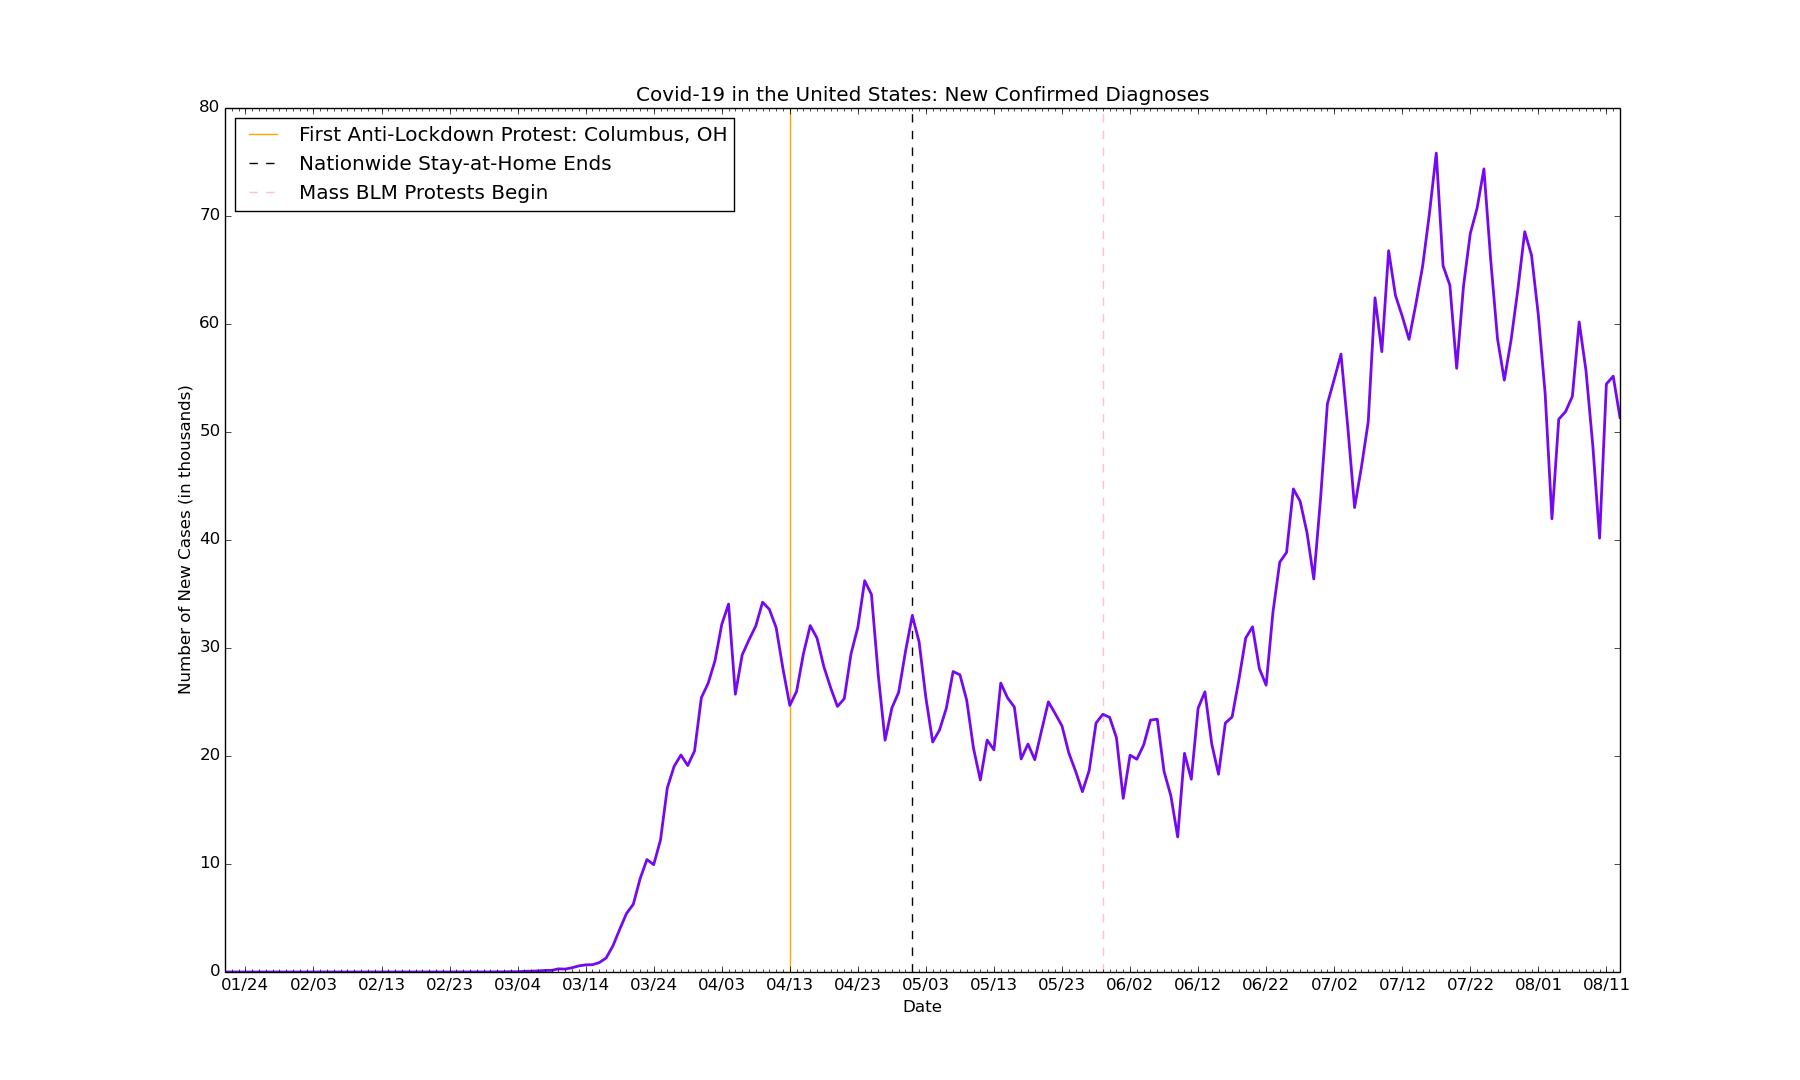 Covid-19 in the United States: New Confirmed Diagnoses
First Anti-Lockdown Protest: Columbus, OH
Nationwide Stay-at-Home Ends
Mass BLM Protests Begin
Number of New Cases (in thousands)
80
70
60
50
40
30
20
10
0
01/24 02/03 02/13 02/23 03/04 03/14 03/24 04/03 04/13 04/23 05/03 05/13 05/23 06/02 06/12 06/22 07/02 07/12 07/22 08/01 08/11
Date